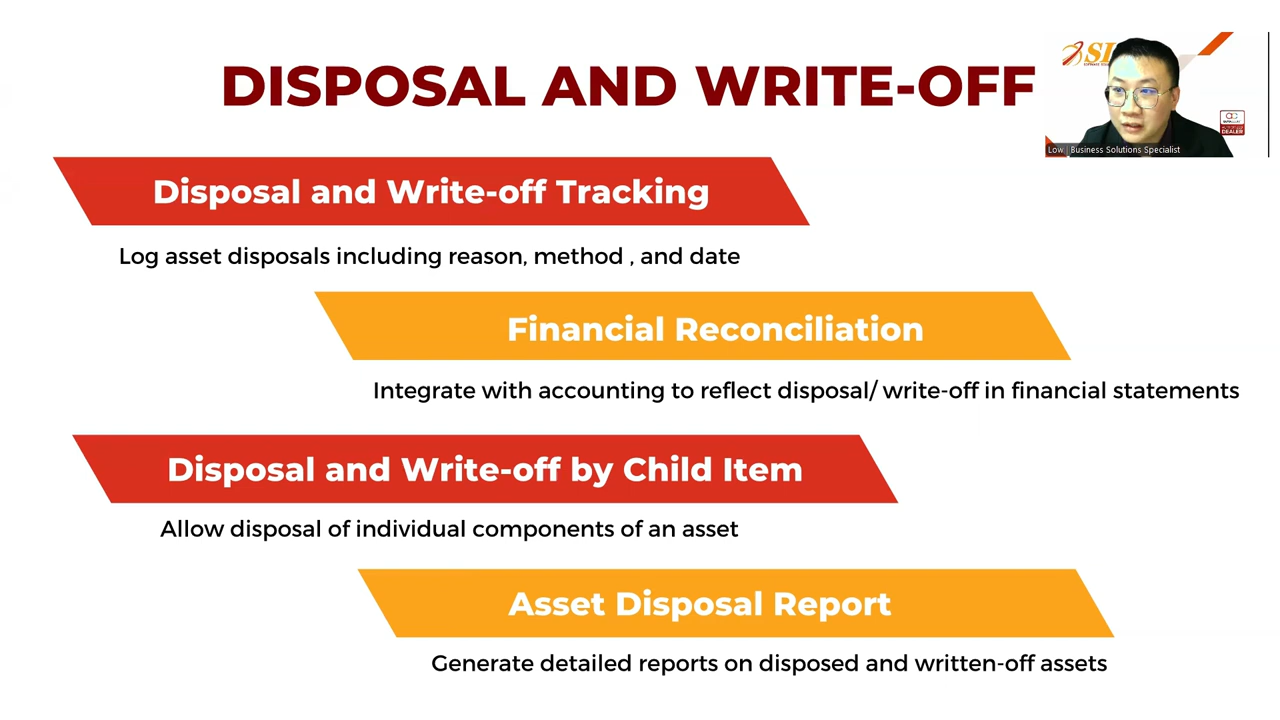 DISPOSAL AND WRITE-OFF
Low | Business Solutions Specialist
Disposal and Write-off Tracking
Log asset disposals including reason, method , and date
Financial Reconciliation
Integrate with accounting to reflect disposal/ write-off in financial statements
Disposal and Write-off by Child Item
Allow disposal of individual components of an asset
Asset Disposal Report
Generate detailed reports on disposed and written-off assets
DEALER